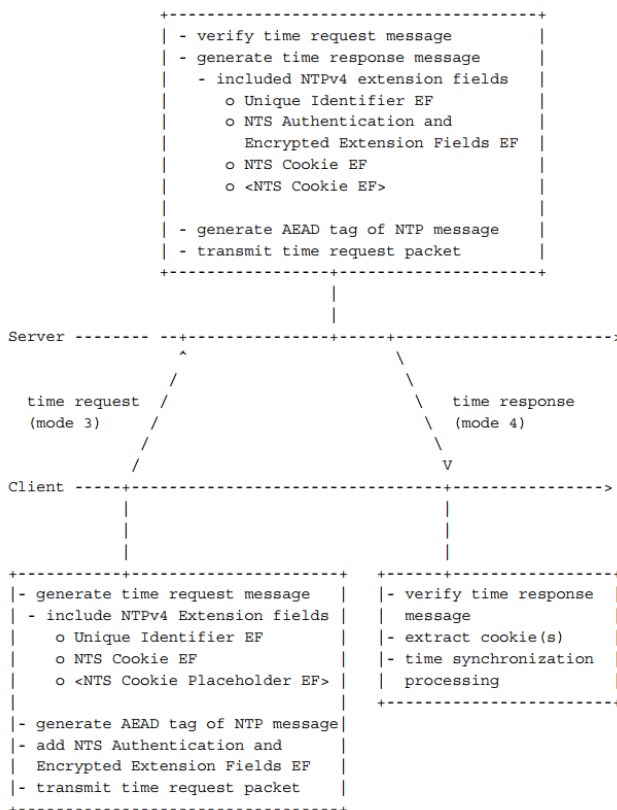 - verify time request message
- generate time response message
- included NTPv4 extension fields
o Unique Identifier EF
o NTS Authentication and
Encrypted Extension Fields EF
o NTS Cookie EF
o <NTS Cookie EF>
- generate AEAD tag of NTP message
- transmit time request packet
Server
time request
(mode 3)
time response
(mode 4)
Client
- generate time request message
- include NTPv4 Extension fields
o Unique Identifier EF
o NTS Cookie EF
o <NTS Cookie Placeholder EF>
- generate AEAD tag of NTP message
- add NTS Authentication and
Encrypted Extension Fields EF
- transmit time request packet
- verify time response
message
- extract cookie(s)
- time synchronization
processing